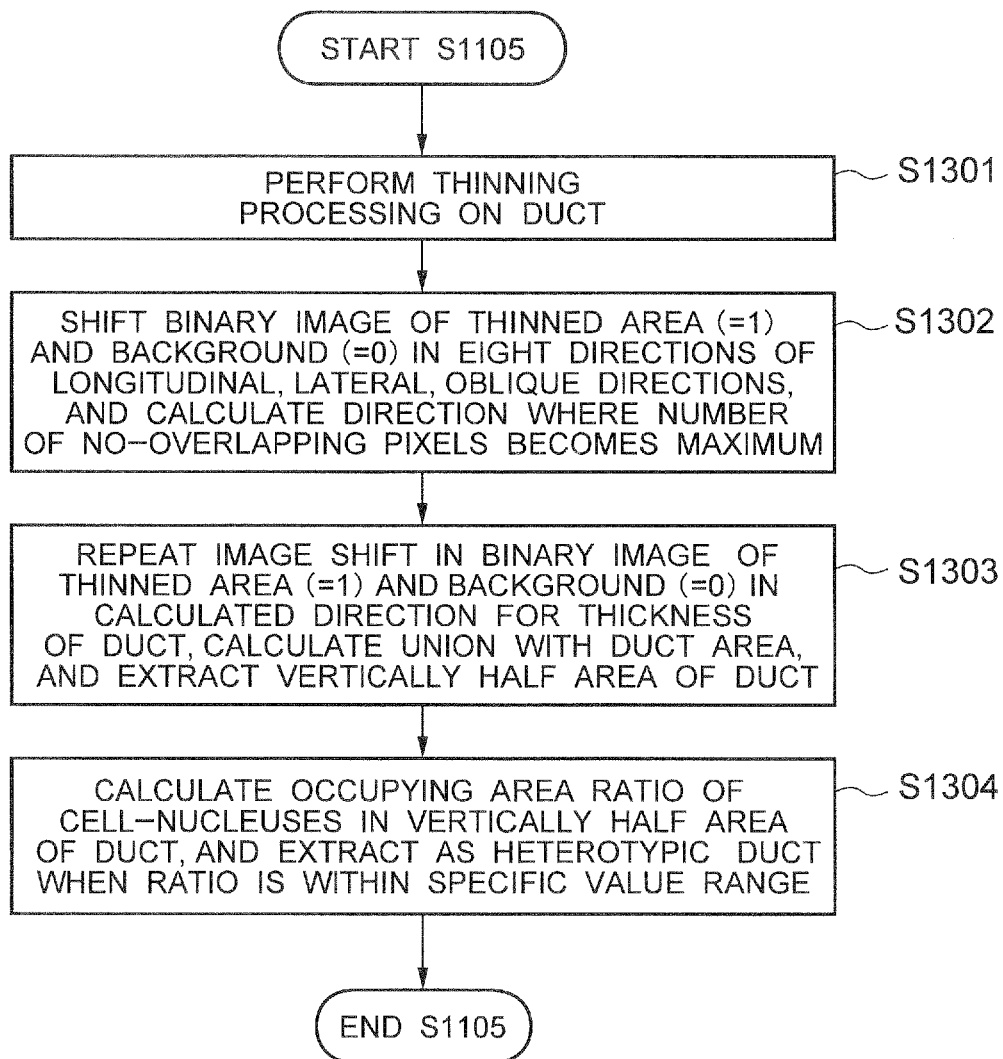 START S1105
PERFORM THINNING
PROCESSING ON DUCT
S1301
SHIFT BINARY IMAGE OF THINNED AREA (=1)
AND BACKGROUND (=0) IN EIGHT DIRECTIONS OF
LONGITUDINAL, LATERAL, OBLIQUE DIRECTIONS,
AND CALCULATE DIRECTION WHERE NUMBER
OF NO-OVERLAPPING PIXELS BECOMES MAXIMUM
S1302
REPEAT IMAGE SHIFT IN BINARY IMAGE OF
THINNED AREA (=1) AND BACKGROUND (=0) IN
CALCULATED DIRECTION FOR THICKNESS
OF DUCT, CALCULATE UNION WITH DUCT AREA,
AND EXTRACT VERTICALLY HALF AREA OF DUCT
S1303
CALCULATE OCCUPYING AREA RATIO OF
CELL-NUCLEUSES IN VERTICALLY HALF AREA
OF DUCT, AND EXTRACT AS HETEROTYPIC DUCT
WHEN RATIO IS WITHIN SPECIFIC VALUE RANGE
S1304
END S1105